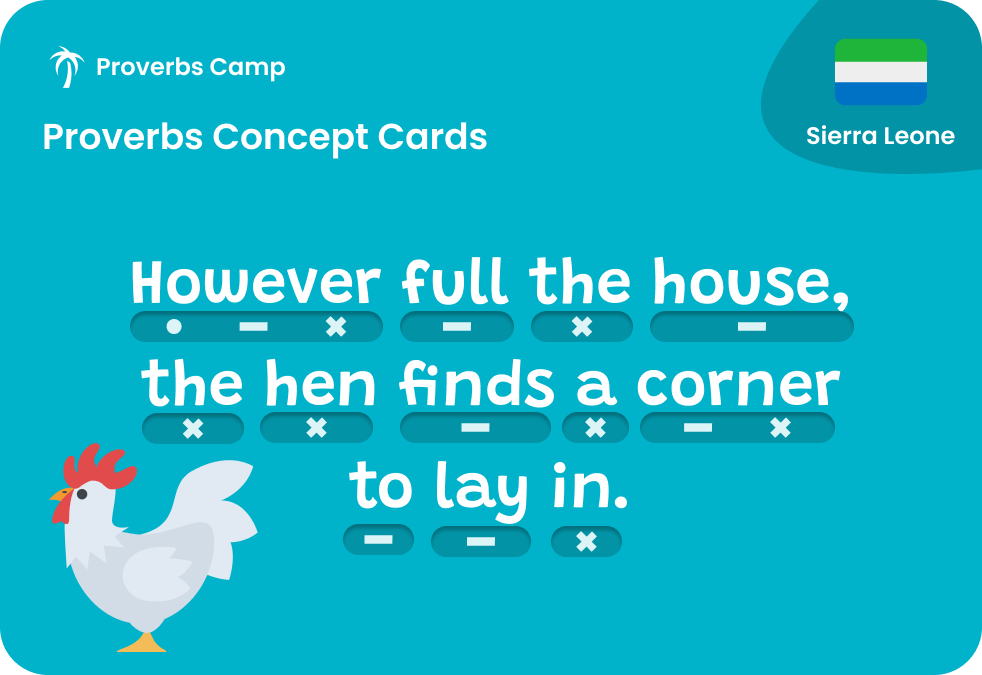 Proverbs Camp
Proverbs Concept Cards
Sierra Leone
However full the house,
the hen finds a corner
to lay in.